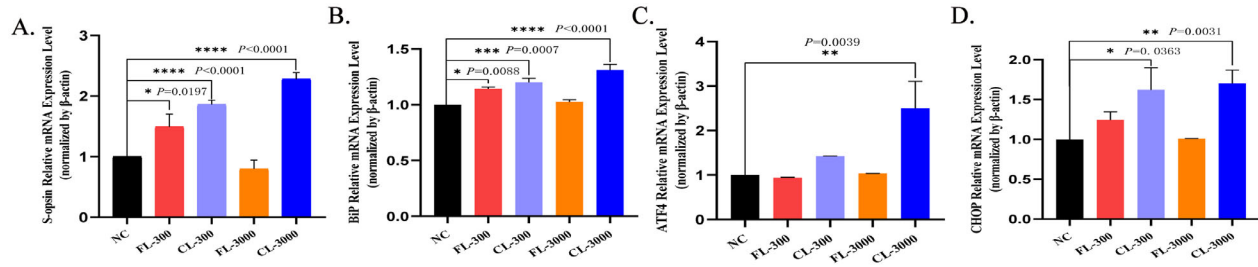 A.
S-opsin Relative mRNA Expression Level
(normalized by β-actin)
3
2
1
0
**** P<0.0001
**** P<0.0001
* P=0.0197
NC
FL-300
CL-300
FL-3000
CL-3000
B.
BiP Relative mRNA Expression Level
(normalized by β-actin)
1.5
1.0
0.5
0.0
**** P<0.0001
*** P=0.0007
* P=0.0088
NC
FL-300
CL-300
FL-3000
CL-3000
C.
ATF4 Relative mRNA Expression Level
(normalized by β-actin)
4
3
2
1
0
P=0.0039
**
NC
FL-300
CL-300
FL-3000
CL-3000
D.
CHOP Relative mRNA Expression Level
(normalized by β-actin)
2.0
1.5
1.0
0.5
0.0
** P=0.0031
* P=0. 0363
NC
FL-300
CL-300
FL-3000
CL-3000